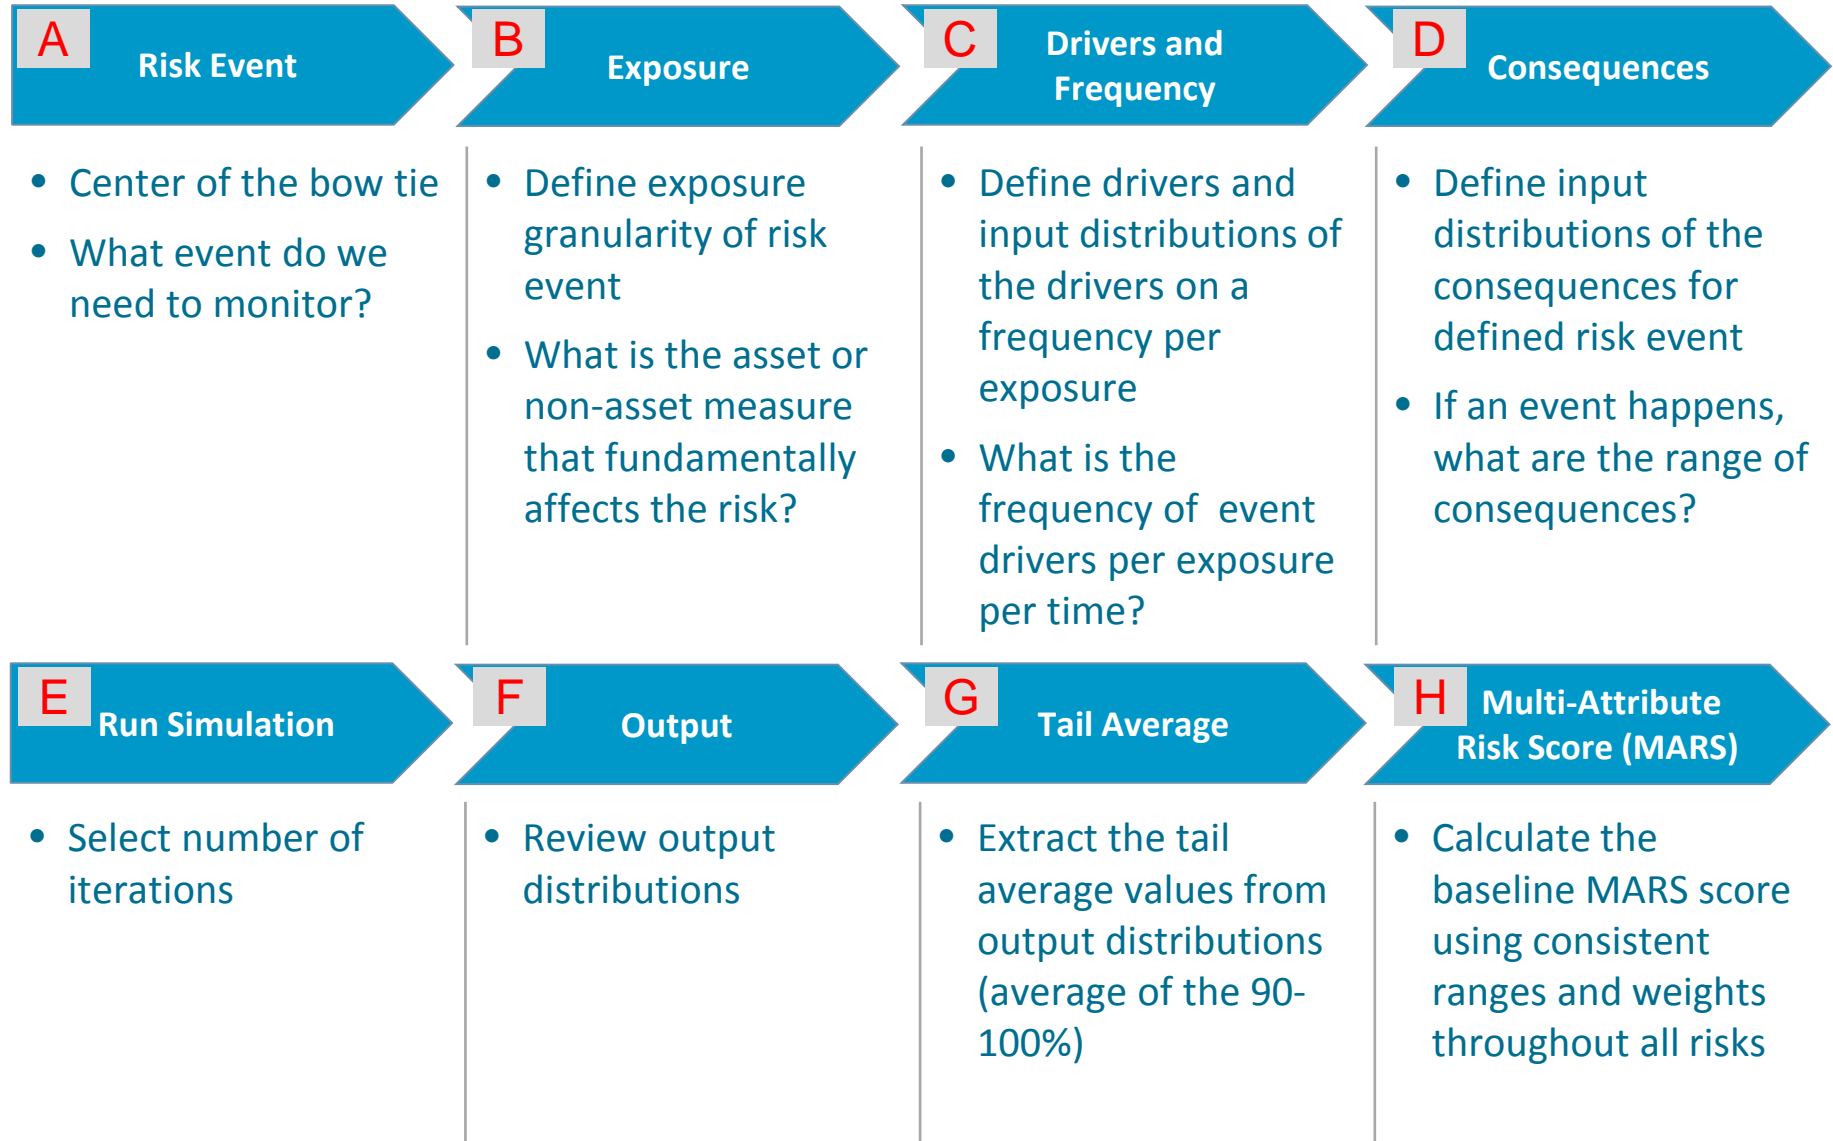 A
Risk Event
• Center of the bow tie
• What event do we
need to monitor?
B
Exposure
• Define exposure
granularity of risk
event
• What is the asset or
non-asset measure
that fundamentally
affects the risk?
C
Drivers and
Frequency
• Define drivers and
input distributions of
the drivers on a
frequency per
exposure
• What is the
frequency of  event
drivers per exposure
per time?
D
Consequences
• Define input
distributions of the
consequences for
defined risk event
• If an event happens,
what are the range of
consequences?
E
Run Simulation
• Select number of
iterations
F
Output
• Review output
distributions
G
Tail Average
• Extract the tail
average values from
output distributions
(average of the 90-
100%)
H
Multi-Attribute
Risk Score (MARS)
• Calculate the
baseline MARS score
using consistent
ranges and weights
throughout all risks